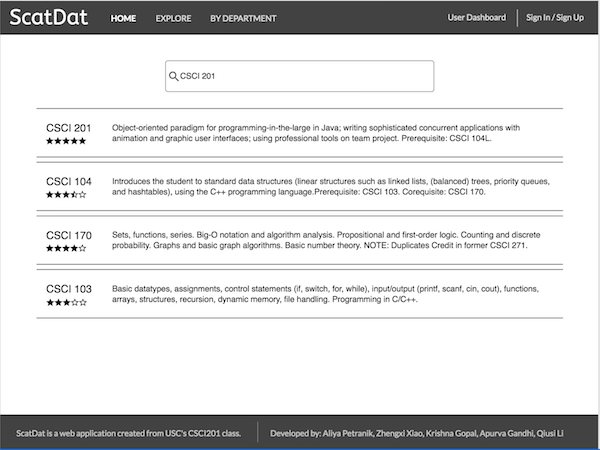 ScatDat HOME EXPLORE BY DEPARTMENT User Dashboard Sign In / Sign Up
CSCI 201
CSCI 201
Object-oriented paradigm for programming-in-the-large in Java; writing sophisticated concurrent applications with
animation and graphic user interfaces; using professional tools on team project. Prerequisite: CSCI 104L.
CSCI 104
Introduces the student to standard data structures (linear structures such as linked lists, (balanced) trees, priority queues,
and hashtables), using the C++ programming language.Prerequisite: CSCI 103. Corequisite: CSCI 170.
CSCI 170
Sets, functions, series. Big-O notation and algorithm analysis. Propositional and first-order logic. Counting and discrete
probability. Graphs and basic graph algorithms. Basic number theory. NOTE: Duplicates Credit in former CSCI 271.
CSCI 103
Basic datatypes, assignments, control statements (if, switch, for, while), input/output (printf, scanf, cin, cout), functions,
arrays, structures, recursion, dynamic memory, file handling. Programming in C/C++.
ScatDat is a web application created from USC's CSCI201 class. Developed by: Aliya Petranik, Zhengxi Xiao, Krishna Gopal, Apurva Gandhi, Qiusi Li